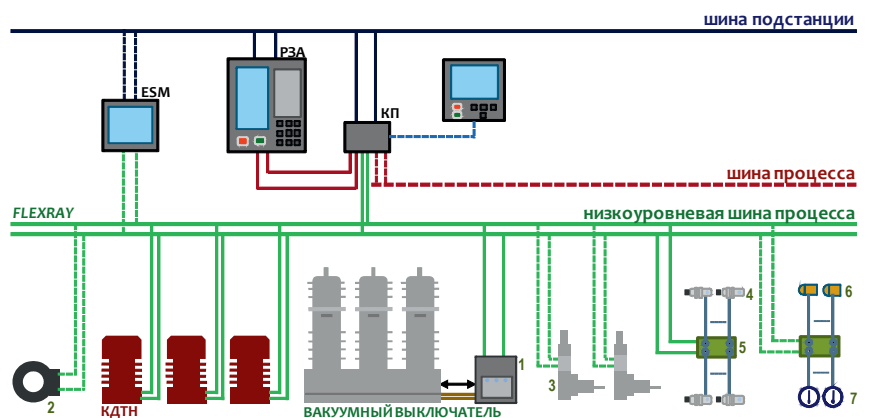 шина подстанции
РЗА
ESM
КП
шина процесса
FLEXRAY
низкоуровневая шина процесса
4
6
1
5
3
2
7
КДТН
ВАКУУМНЫЙ ВЫКЛЮЧАТЕЛЬ